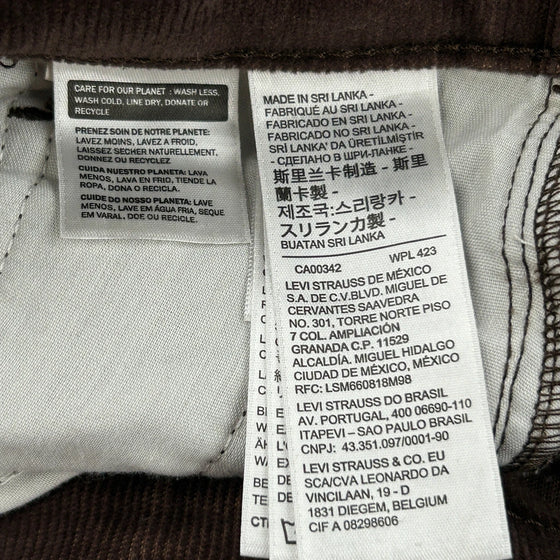 CARE FOR OUR PLANET : WASH LESS,
WASH COLD, LINE DRY, DONATE OR
RECYCLE
PRENEZ SOIN DE NOTRE PLANETE:
LAVEZ MOINS, LAVEZ A FROID,
LAISSEZ SECHER NATURELLEMENT,
DONNEZ OU RECYCLEZ
CUIDA NUESTRO PLANETA: LAVA
MENOS, LAVA EN FRIO, TIENDE LA
ROPA, DONA O RECICLA.
CUIDE DO NOSSO PLANETA: LAVE
MENOS, LAVE EM ÁGUA FRIA, SEQUE
EM VARAL, DOE OU RECICLE.
MADE IN SRI LANKA -
FABRIQUÉ AU SRI LANKA -
FABRICADO EN SRI LANKA -
FABRICADO NO SRI LANKA -
SRİ LANKA' DA ÜRETİLMİŞTİR
- СДЕЛАНО В ШРИ-ЛАНКЕ -
斯里兰卡制造 - 斯里
蘭卡製 -
제조국:스리랑카 -
スリランカ製 -
BUATAN SRI LANKA
CA00342 WPL 423
LEVI STRAUSS DE MÉXICO
S.A. DE C.V.BLVD. MIGUEL DE
CERVANTES SAAVEDRA
NO. 301, TORRE NORTE PISO
7 COL. AMPLIACIÓN
GRANADA C.P. 11529
ALCALDÍA. MIGUEL HIDALGO
CIUDAD DE MÉXICO, MÉXICO
RFC: LSM660818M98
LEVI STRAUSS DO BRASIL
AV. PORTUGAL, 400 06690-110
ITAPEVI – SAO PAULO BRASIL
CNPJ: 43.351.097/0001-90
LEVI STRAUSS & CO. EU
SCA/CVA LEONARDO DA
VINCILAAN, 19 - D
1831 DIEGEM, BELGIUM
CIF A 08298606